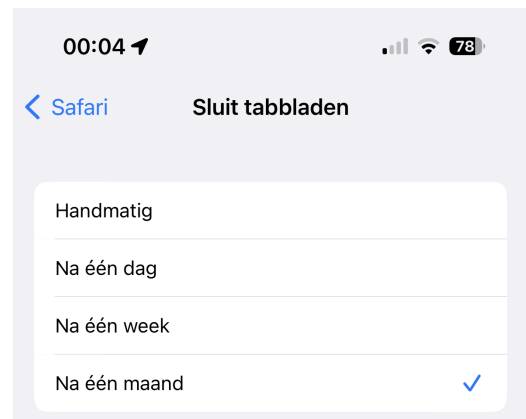 00:04
78
Safari
Sluit tabbladen
Handmatig
Na één dag
Na één week
Na één maand